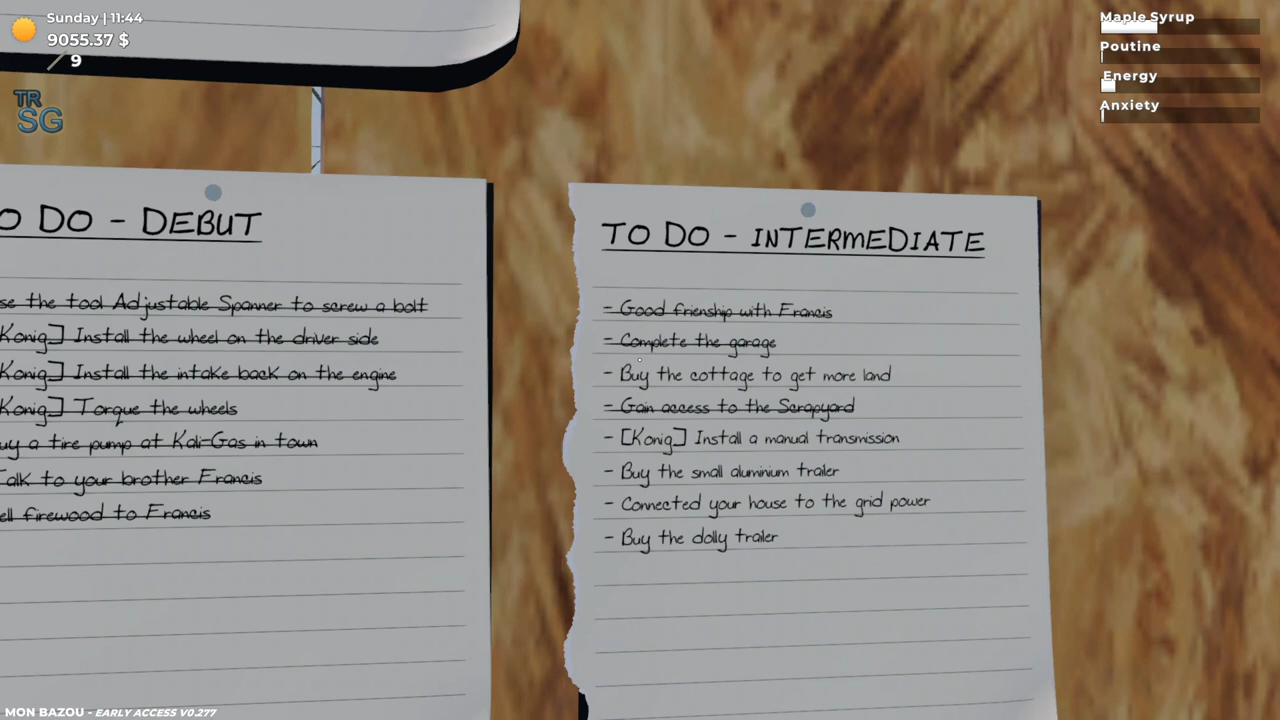 Sunday | 11:44
9055.37 $
9
TR
SG
Maple Syrup
Poutine
Energy
Anxiety
O DO - DEBUT
se the tool Adjustable Spanner to screw a bolt
Konig] Install the wheel on the driver side
Konig] Install the intake back on the engine
Konig] Torque the wheels
uy a tire pump at Kali-Gas in town
alk to your brother Francis
ell firewood to Francis
TO DO - INTERMEDIATE
- Good frienship with Francis
- Complete the garage
- Buy the cottage to get more land
- Gain access to the Scrapyard
- [Konig] Install a manual transmission
- Buy the small aluminium trailer
- Connected your house to the grid power
- Buy the dolly trailer
MON BAZOU - EARLY ACCESS V0.277